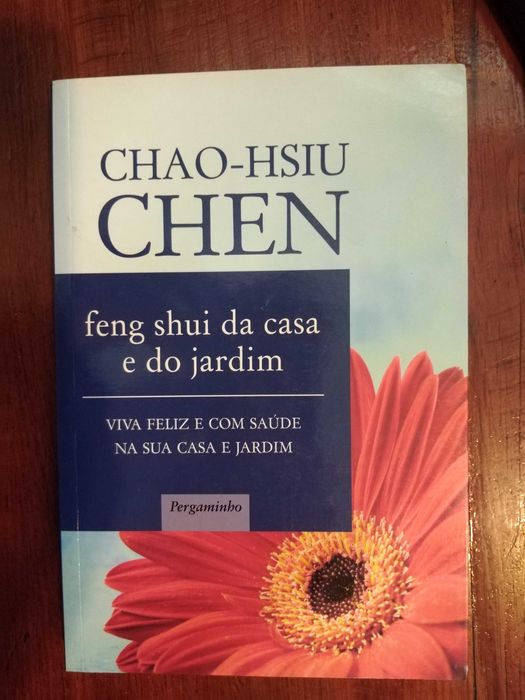 CHAO-HSIU
CHEN
feng shui da casa
e do jardim
VIVA FELIZ E COM SAÚDE
NA SUA CASA E JARDIM
Pergaminho